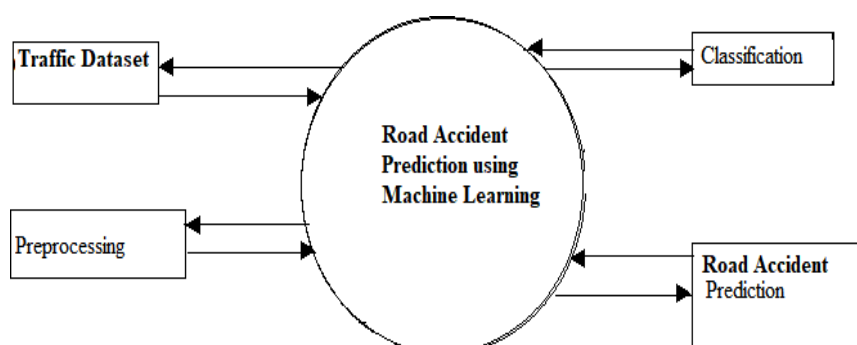 Traffic Dataset
Classification
Road Accident
Prediction using
Machine Learning
Preprocessing
Road Accident
Prediction